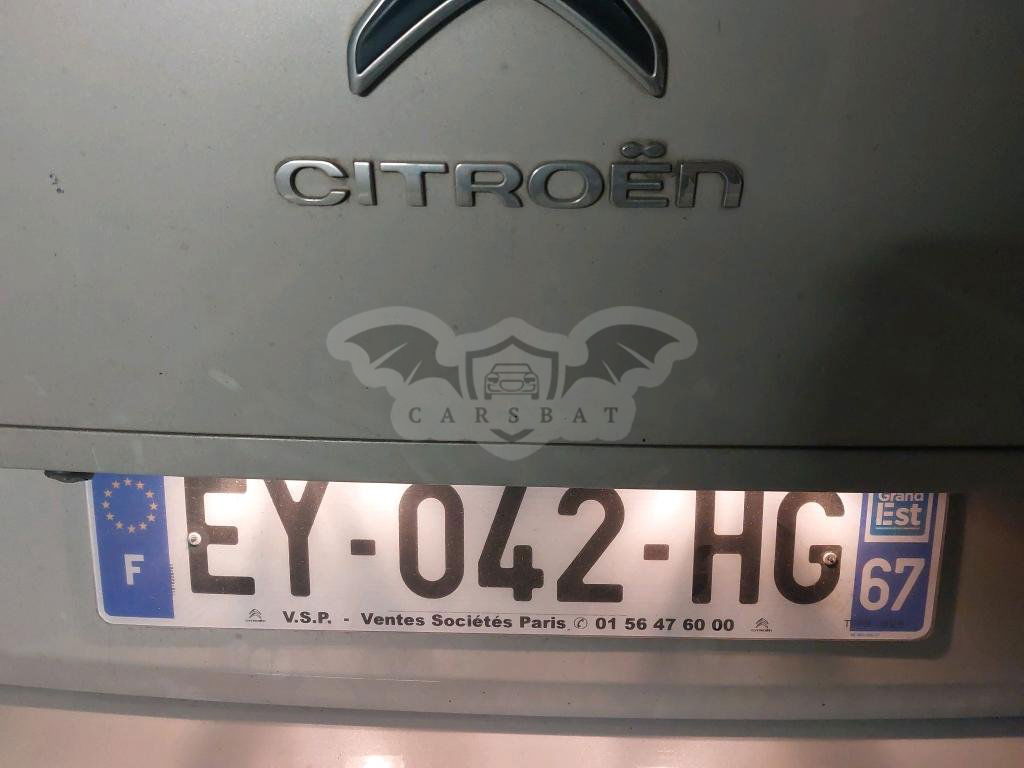 CITROËN
CARSBAT
EY-042-HG
F
Grand
Est
67
V.S.P. - Ventes Sociétés Paris ✆ 01 56 47 60 00